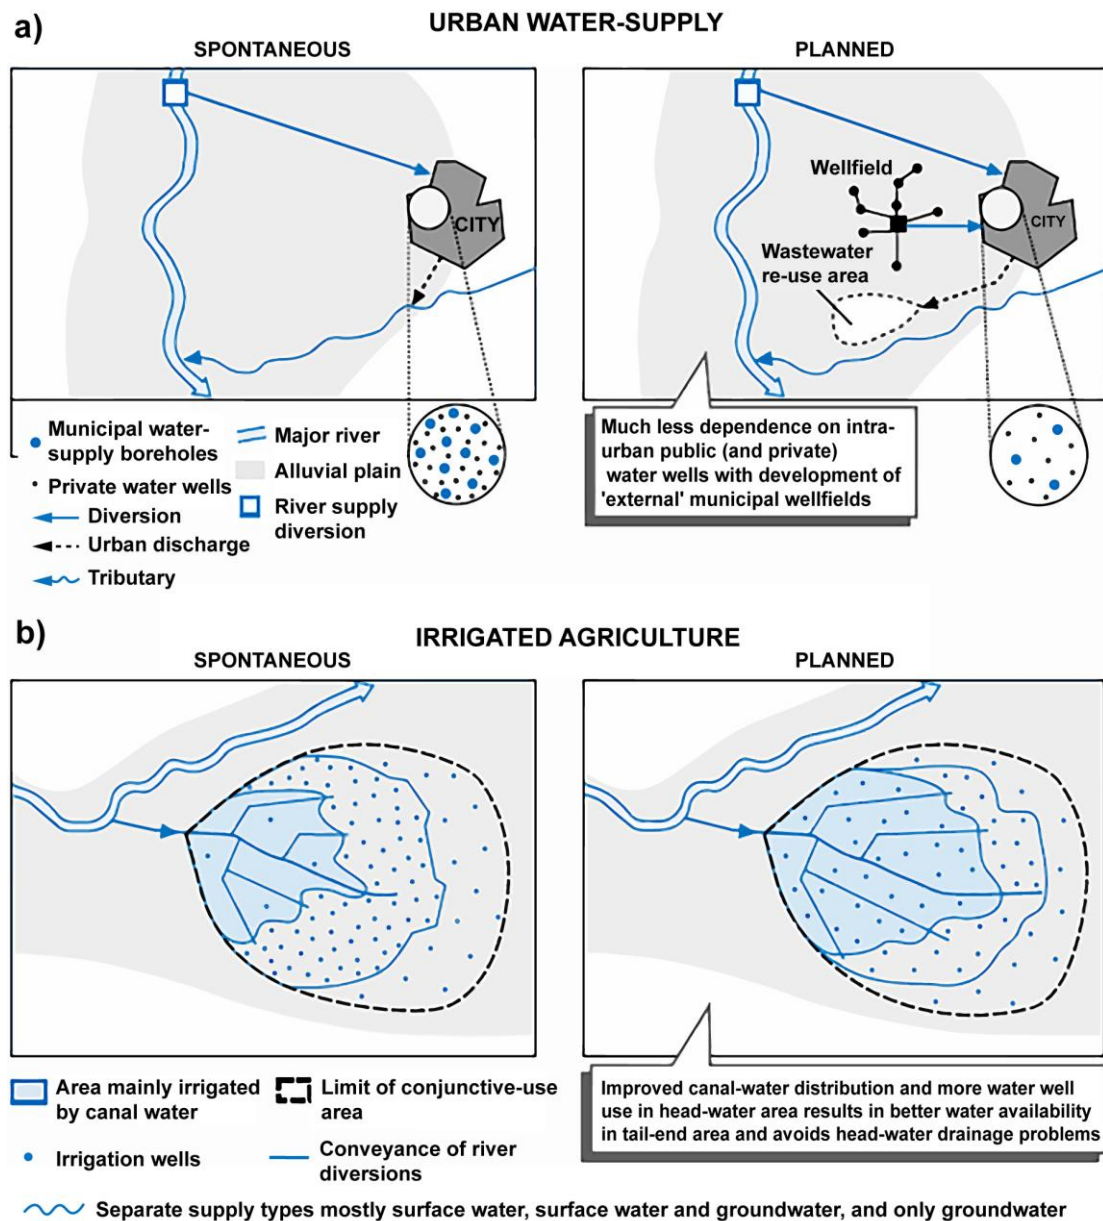 a)
URBAN WATER-SUPPLY
SPONTANEOUS
PLANNED
CITY
Wellfield
CITY
Wastewater
re-use area
Municipal water-
supply boreholes
Private water wells
Diversion
Urban discharge
Tributary
Major river
Alluvial plain
River supply
diversion
Much less dependence on intra-
urban public (and private)
water wells with development of
'external' municipal wellfields
b)
IRRIGATED AGRICULTURE
SPONTANEOUS
PLANNED
Area mainly irrigated
by canal water
Irrigation wells
Limit of conjunctive-use
area
Conveyance of river
diversions
Improved canal-water distribution and more water well
use in head-water area results in better water availability
in tail-end area and avoids head-water drainage problems
Separate supply types mostly surface water, surface water and groundwater, and only groundwater